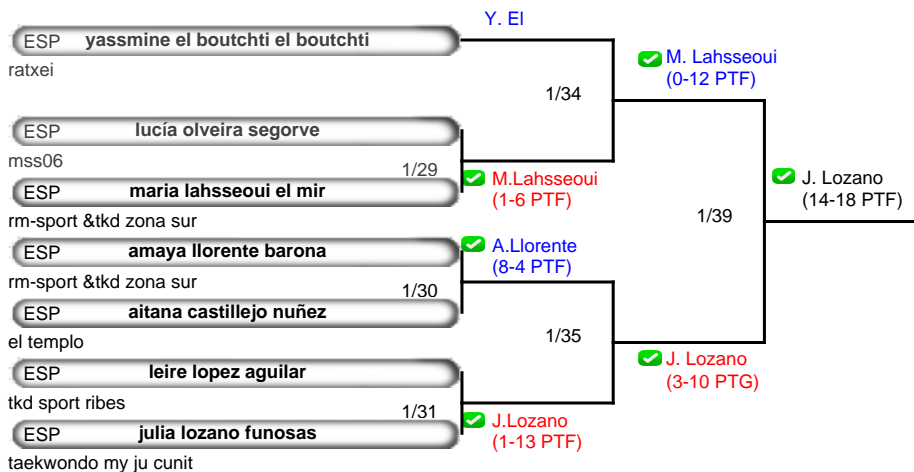 Y. El
ESP yassmine el boutchti el boutchti
ratxei
M. Lahsseoui
(0-12 PTF)
1/34
ESP lucía olveira segorve
mss06
1/29
M.Lahsseoui
(1-6 PTF)
ESP maria lahsseoui el mir
rm-sport &tkd zona sur
J. Lozano
(14-18 PTF)
1/39
ESP amaya llorente barona
rm-sport &tkd zona sur
A.Llorente
(8-4 PTF)
1/30
ESP aitana castillejo nuñez
el templo
1/35
ESP leire lopez aguilar
tkd sport ribes
J. Lozano
(3-10 PTG)
1/31
ESP julia lozano funosas
taekwondo my ju cunit
J.Lozano
(1-13 PTF)